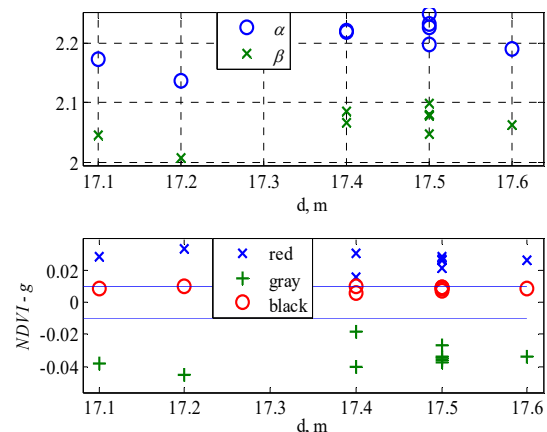 2.2
α
β
2.1
2
17.1 17.2 17.3 17.4 17.5 17.6
d, m
red
gray
black
0.02
0
-0.02
-0.04
NDVI - g
17.1 17.2 17.3 17.4 17.5 17.6
d, m